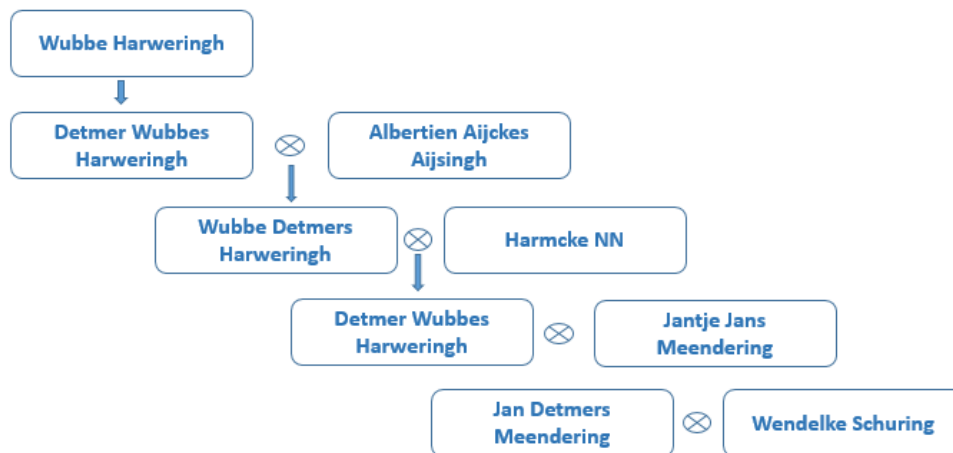 Wubbe Harweringh
Detmer Wubbes
Harweringh
Albertien Aijckes
Aijsingh
Wubbe Detmers
Harweringh
Harmcke NN
Detmer Wubbes
Harweringh
Jantje Jans
Meendering
Jan Detmers
Meendering
Wendelke Schuring